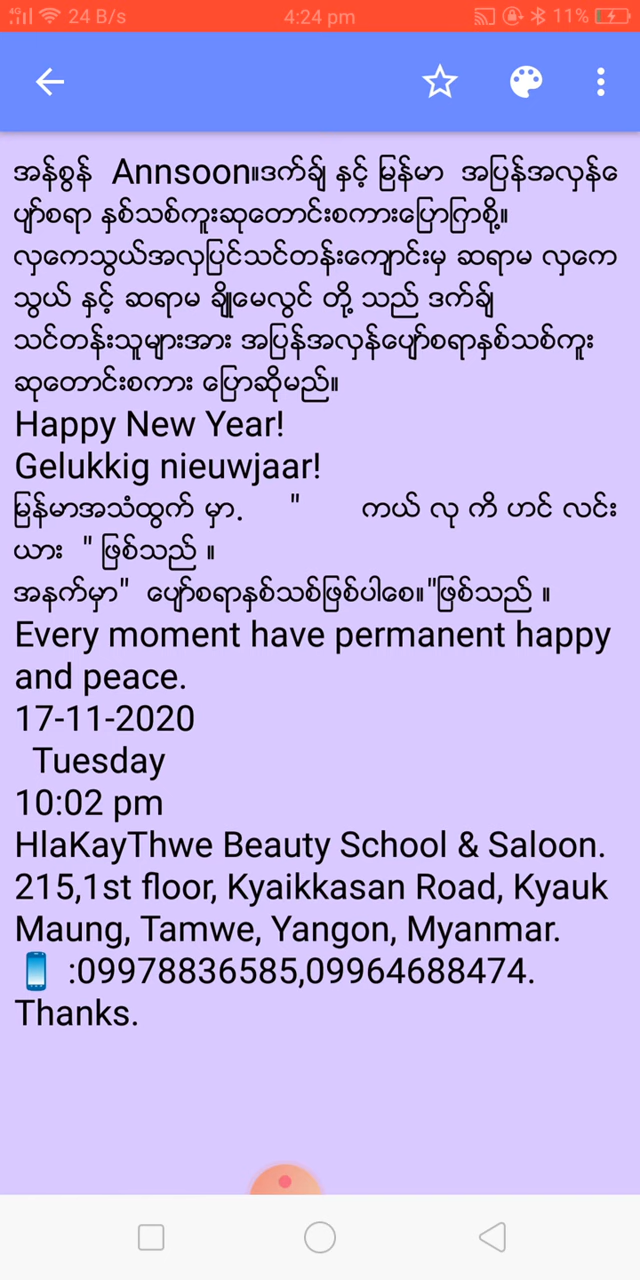 4G 24 B/s 4:24 pm 11%
အန်စွန် Annsoon။ဒက်ချ် နှင့် မြန်မာ အပြန်အလှန်ပေ
ပျာ်စရာ နှစ်သစ်ကူးဆုတောင်းစကားပြောကြစို့။
လှကေသွယ်အလှပြင်သင်တန်းကျောင်းမှ ဆရာမ လှကေ
သွယ် နှင့် ဆရာမ ချိုမေလွင် တို့ သည် ဒက်ချ်
သင်တန်းသူများအား အပြန်အလှန်ပျော်စရာနှစ်သစ်ကူး
ဆုတောင်းစကား ပြောဆိုမည်။
Happy New Year!
Gelukkig nieuwjaar!
မြန်မာအသံထွက် မှာ. " ကယ် လု ကိ ဟင် လင်း
ယား " ဖြစ်သည် ။
အနက်မှာ" ပျော်စရာနှစ်သစ်ဖြစ်ပါစေ။"ဖြစ်သည် ။
Every moment have permanent happy
and peace.
17-11-2020
Tuesday
10:02 pm
HlaKayThwe Beauty School & Saloon.
215,1st floor, Kyaikkasan Road, Kyauk
Maung, Tamwe, Yangon, Myanmar.
📱 :09978836585,09964688474.
Thanks.